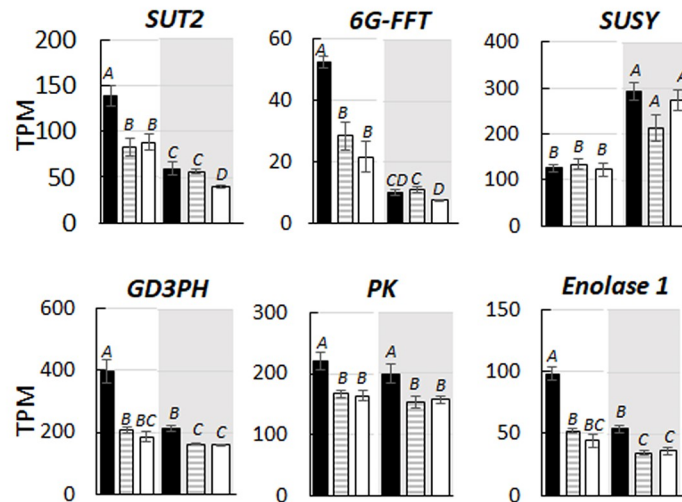 SUT2 6G-FFT SUSY
TPM
200
150
100
50
0
A B B C C D
60
40
20
0
A B B CD C D
400
300
200
100
0
B B B A A A
GD3PH PK Enolase 1
TPM
600
400
200
0
A B BC B C C
300
200
100
0
A B B A B B
150
100
50
0
A B BC B C C